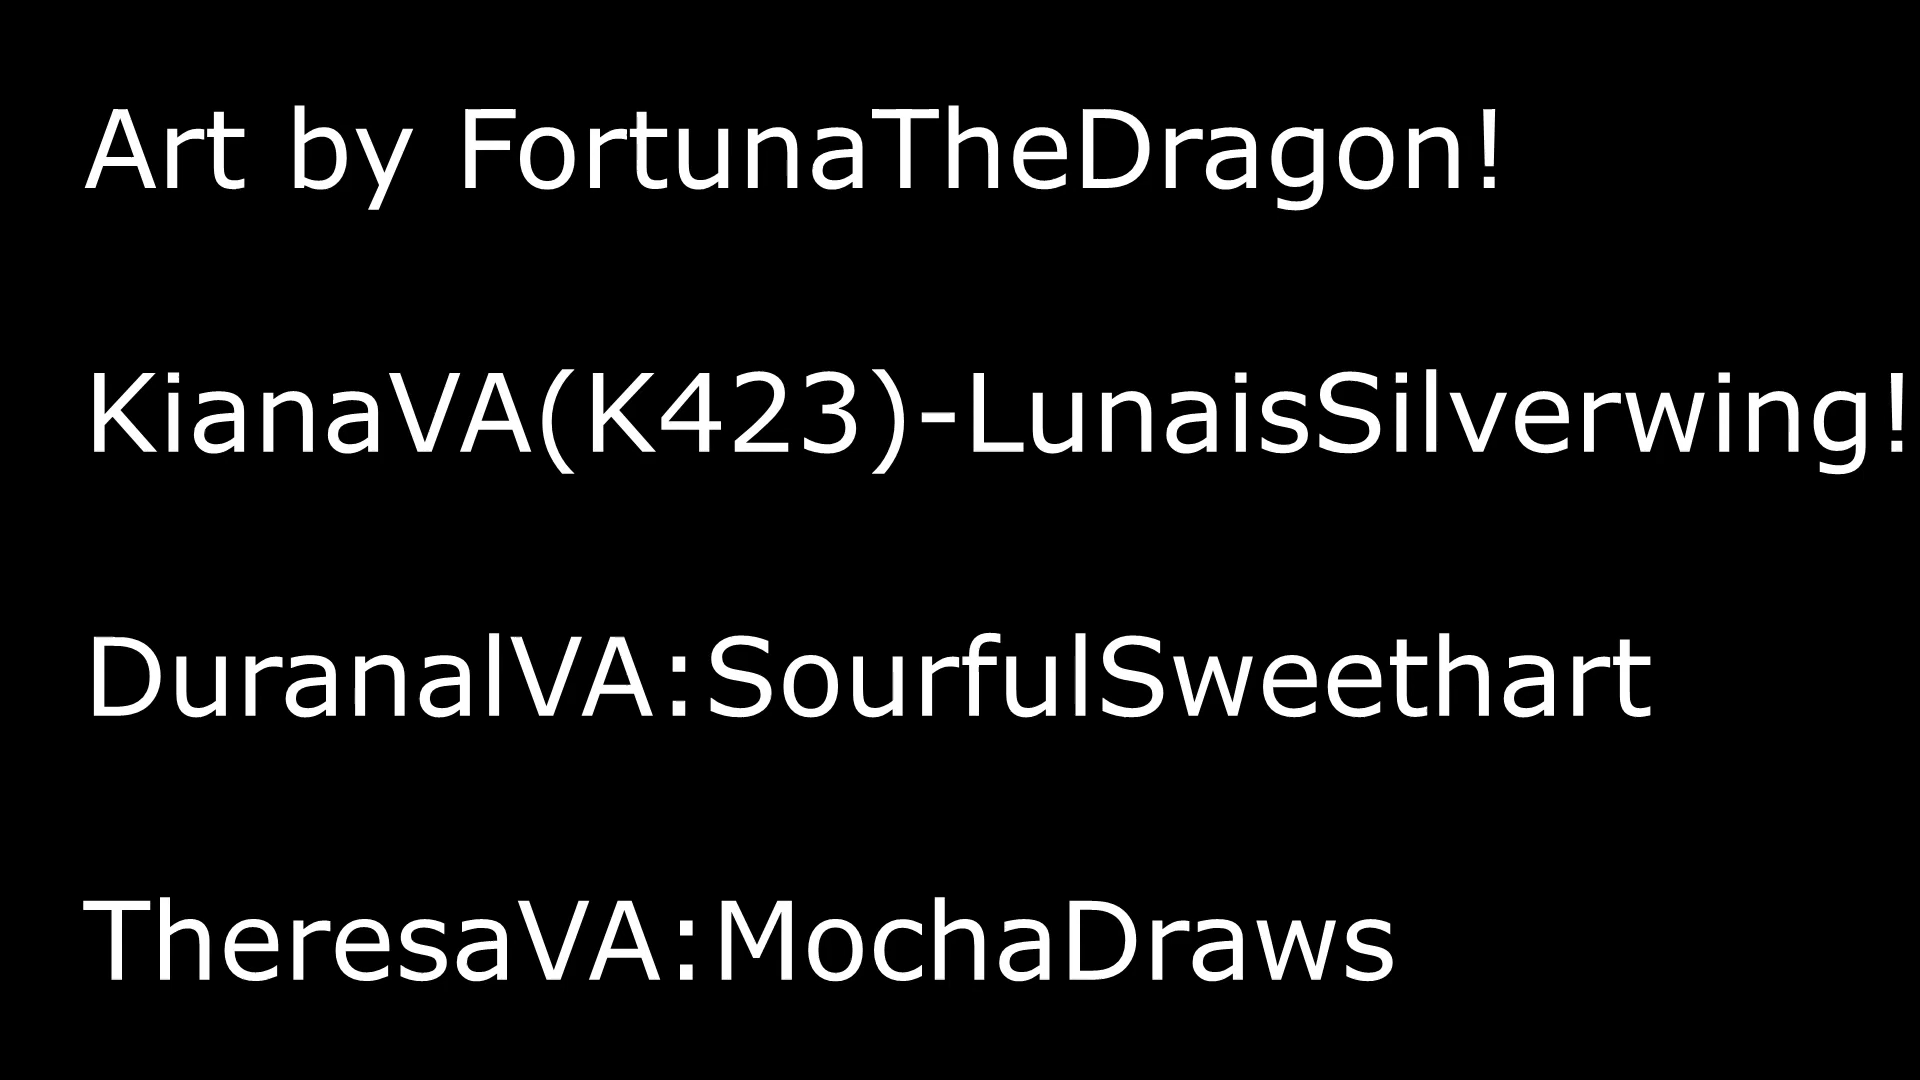 Art by FortunaTheDragon!
KianaVA(K423)-LunaisSilverwing!
DuranalVA:SourfulSweethart
TheresaVA:MochaDraws